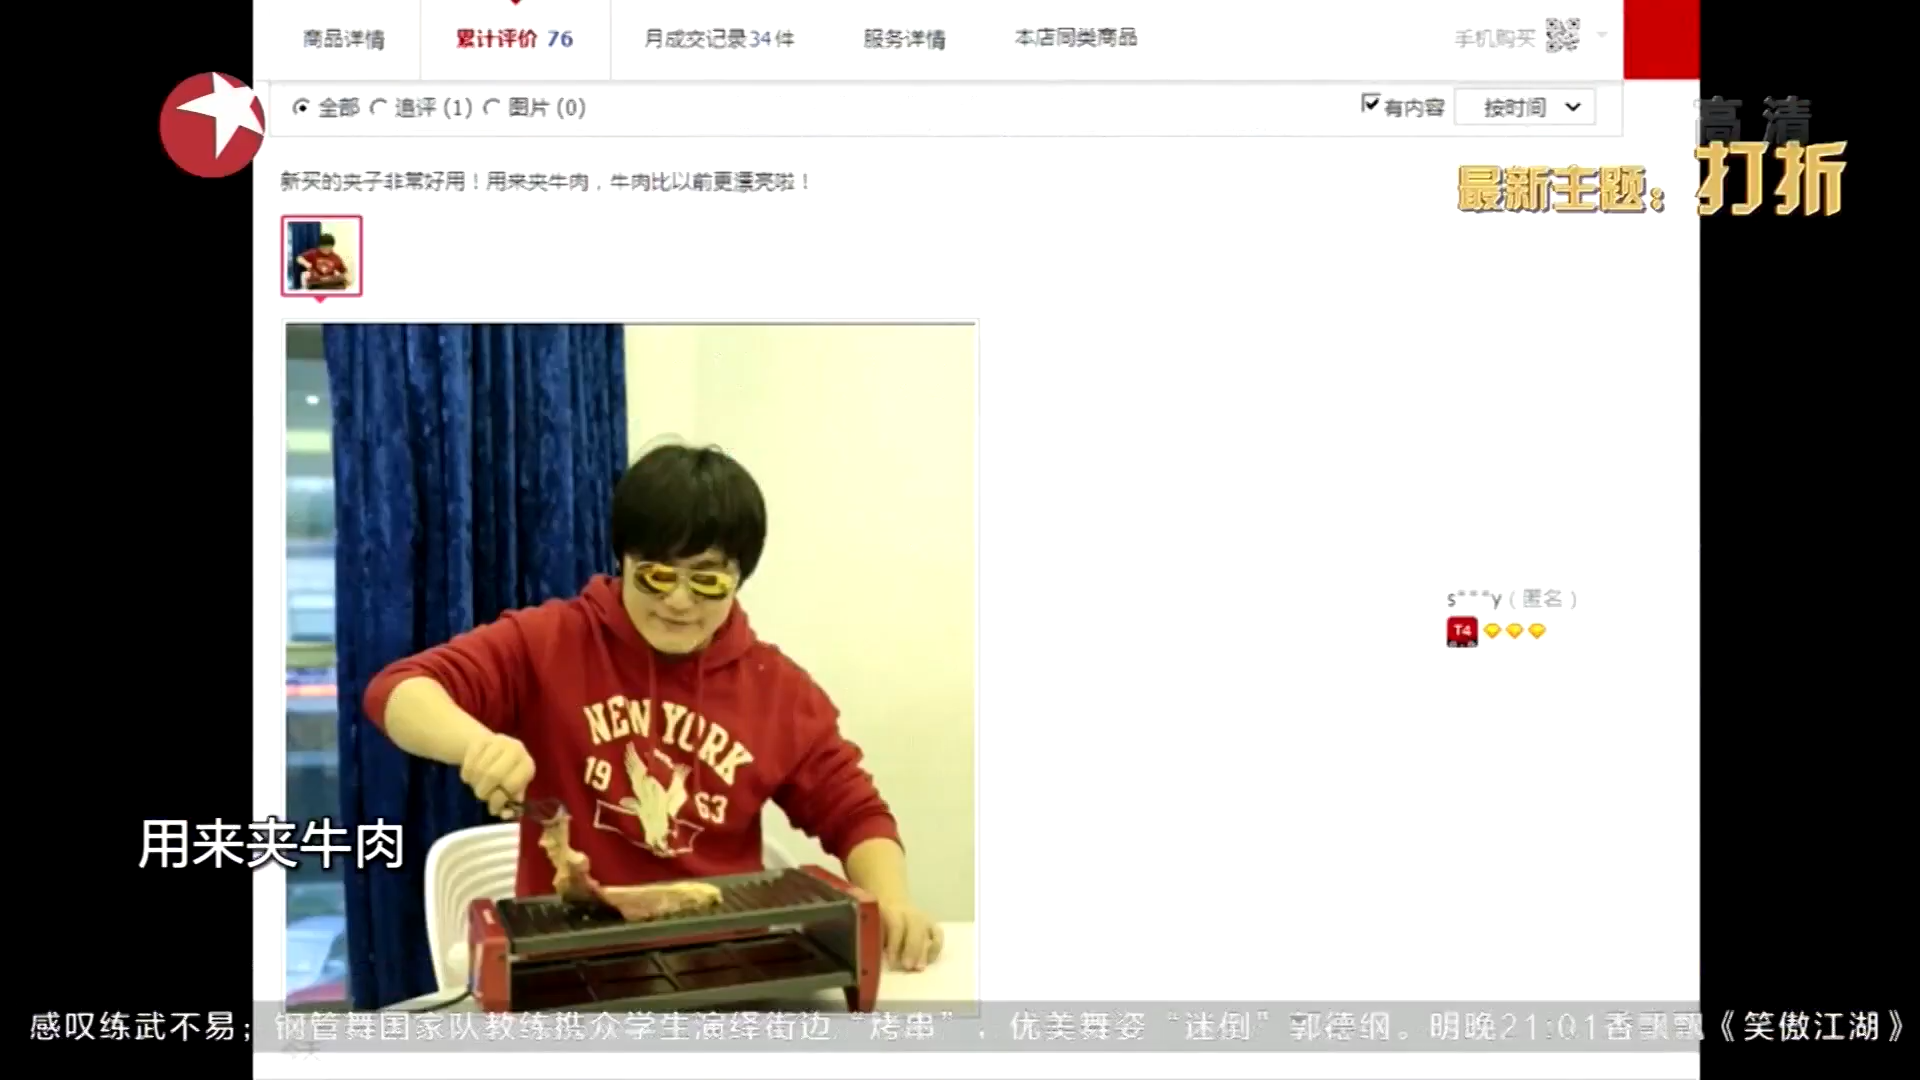 商品详情 累计评价 76 月成交记录34件 服务详情 本店同类商品 手机购买
全部 追评 (1) 图片 (0) 有内容 按时间
高清
最新主题：打折
新买的夹子非常好用！用来夹牛肉，牛肉比以前更漂亮啦！
s***y（匿名）
T4
NEW YORK
19 63
用来夹牛肉
感叹练武不易；钢管舞国家队教练携众学生演绎街边“烤串”，优美舞姿“迷倒”郭德纲。明晚21:01香飘飘《笑傲江湖》